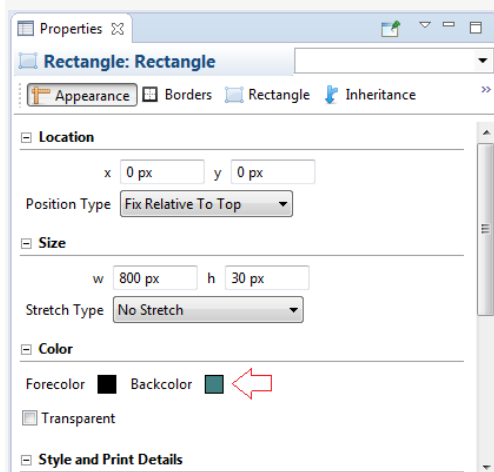 Properties
Rectangle: Rectangle
Appearance Borders Rectangle Inheritance
Location
x 0 px y 0 px
Position Type Fix Relative To Top
Size
w 800 px h 30 px
Stretch Type No Stretch
Color
Forecolor Backcolor
Transparent
Style and Print Details